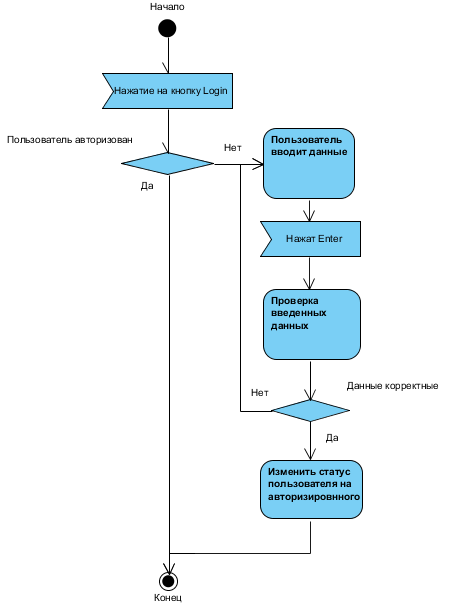 Начало
Нажатие на кнопку Login
Пользователь авторизован
Нет
Да
Пользователь
вводит данные
Нажат Enter
Проверка
введенных
данных
Данные корректные
Нет
Да
Изменить статус
пользователя на
авторизировнного
Конец